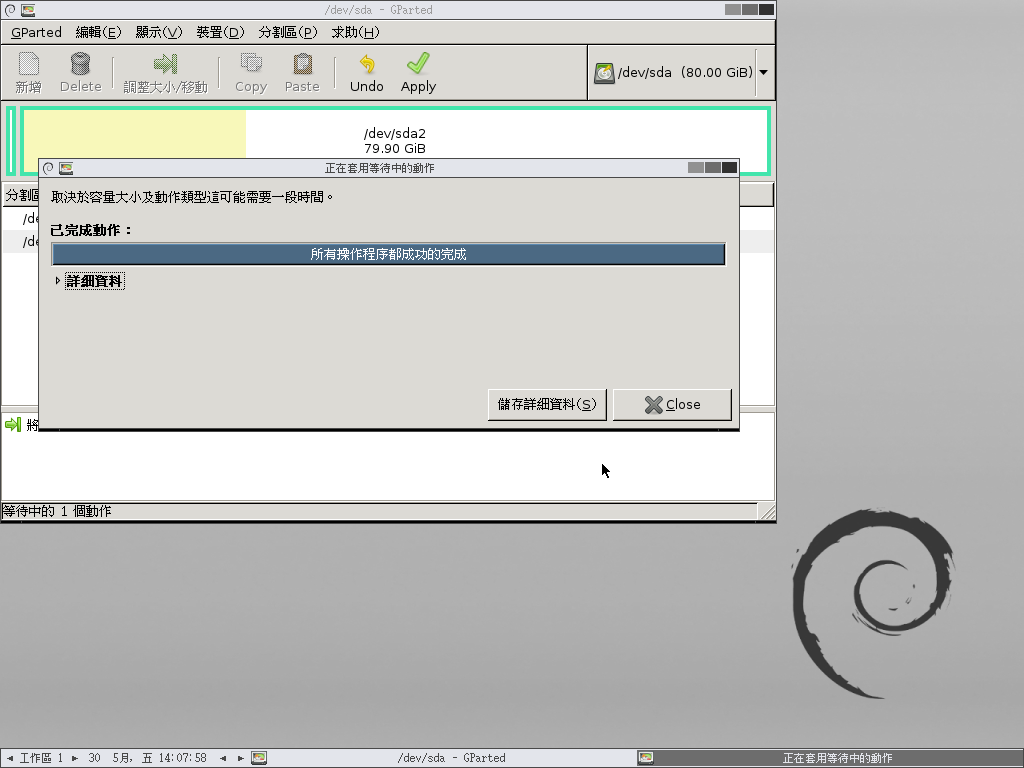 /dev/sda - GParted
GParted 編輯(E) 顯示(V) 裝置(D) 分割區(P) 求助(H)
新增 Delete 調整大小/移動 Copy Paste Undo Apply /dev/sda (80.00 GiB)
/dev/sda2
79.90 GiB
正在套用等待中的動作
分割區
取決於容量大小及動作類型這可能需要一段時間。
/de
已完成動作：
/de
所有操作程序都成功的完成
詳細資料
儲存詳細資料(S) Close
將
等待中的 1 個動作
工作區 1 30 5月, 五 14:07:58 /dev/sda - GParted 正在套用等待中的動作